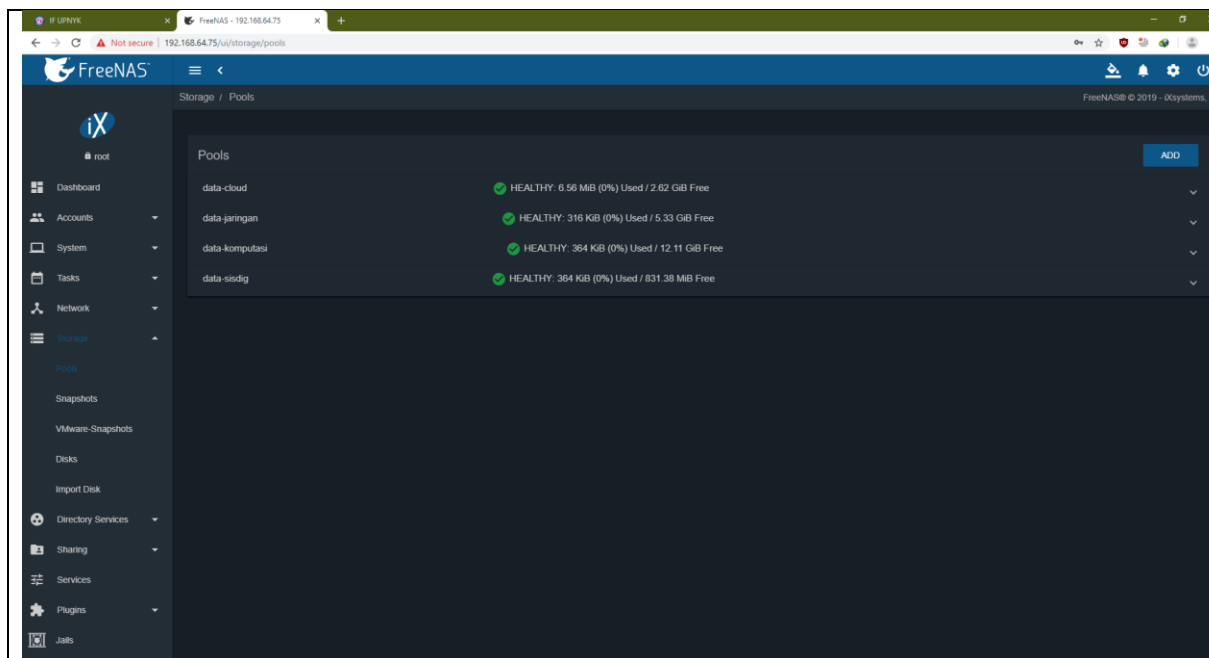 IF UPNYK
FreeNAS - 192.168.64.75
Not secure | 192.168.64.75/ui/storage/pools
FreeNAS
Storage / Pools
FreeNAS® © 2019 - iXsystems,
iX
root
Pools
ADD
Dashboard
data-cloud HEALTHY: 6.56 MiB (0%) Used / 2.62 GiB Free
Accounts
data-jaringan HEALTHY: 316 KiB (0%) Used / 5.33 GiB Free
System
data-komputasi HEALTHY: 364 KiB (0%) Used / 12.11 GiB Free
Tasks
data-sisdig HEALTHY: 364 KiB (0%) Used / 831.38 MiB Free
Network
Storage
Pools
Snapshots
VMware-Snapshots
Disks
Import Disk
Directory Services
Sharing
Services
Plugins
Jails